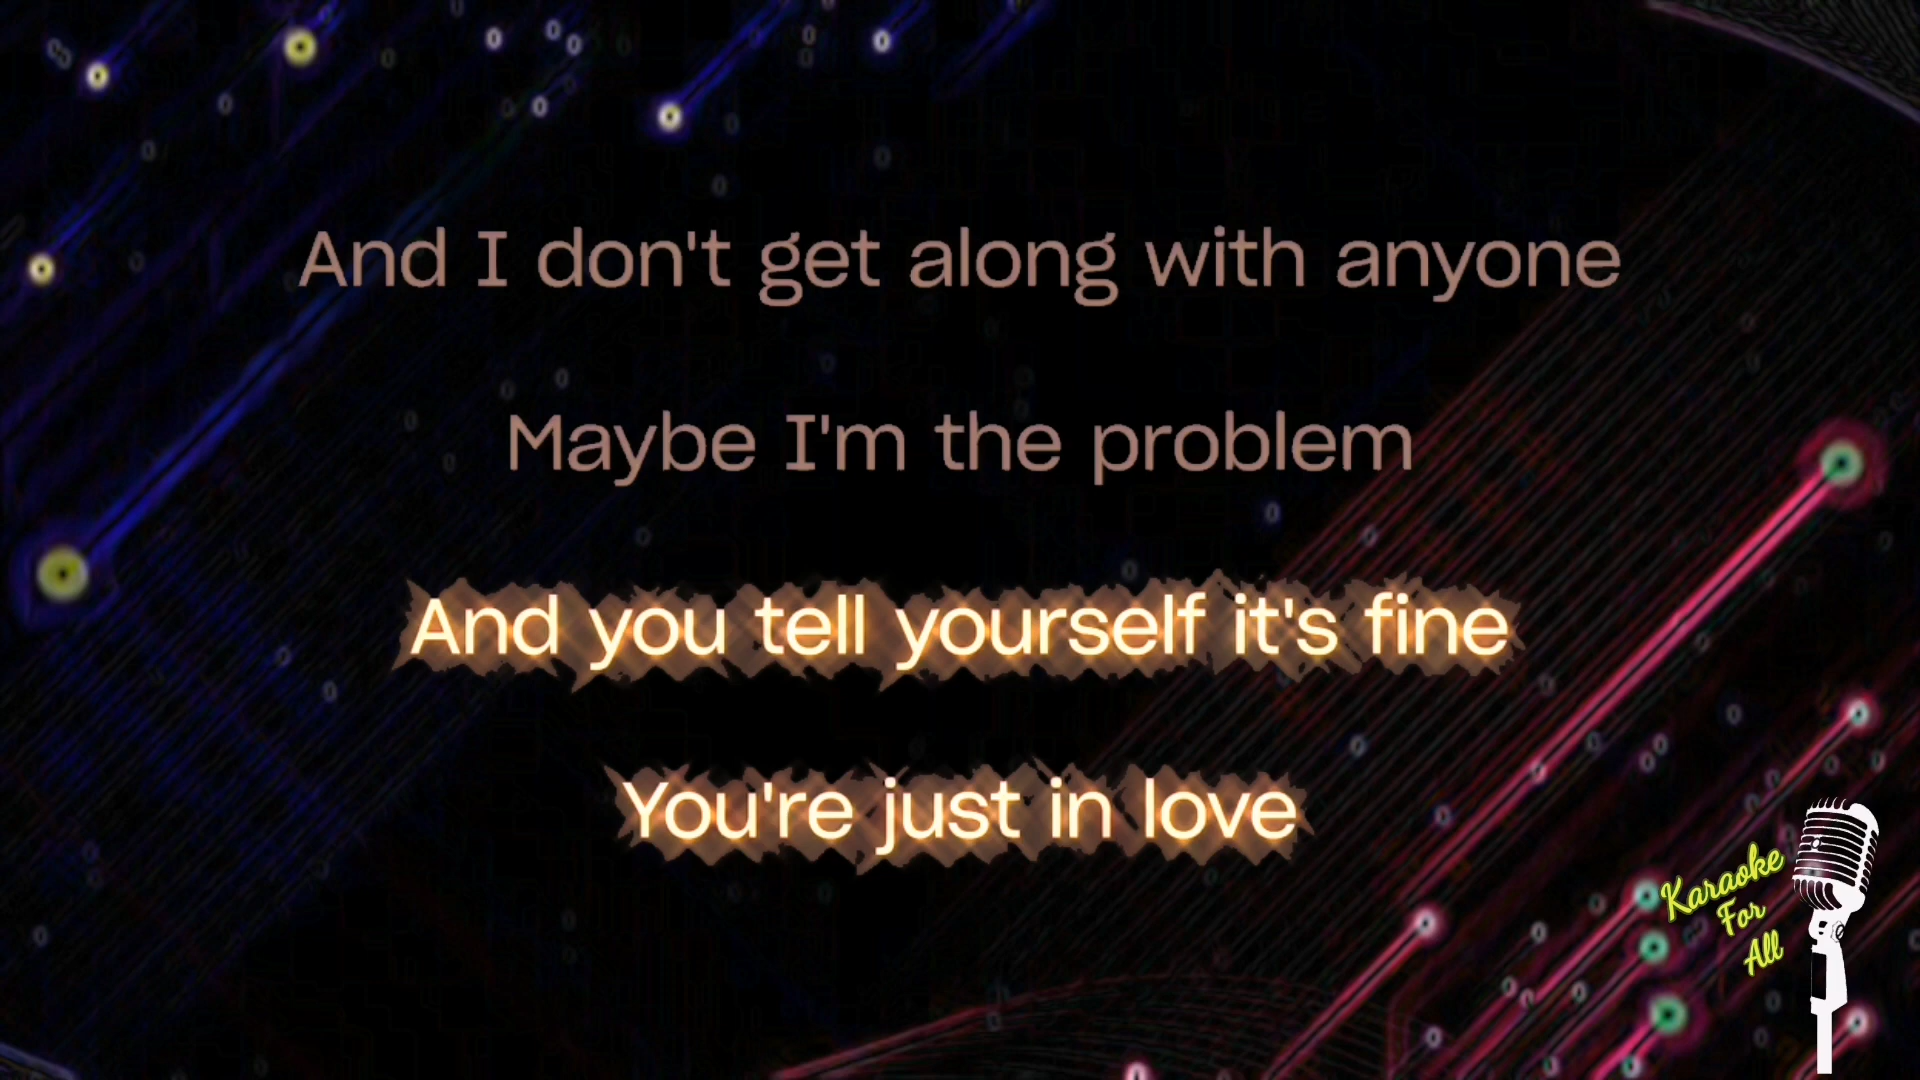 And I don't get along with anyone
Maybe I'm the problem
And you tell yourself it's fine
You're just in love
Karaoke
For
All